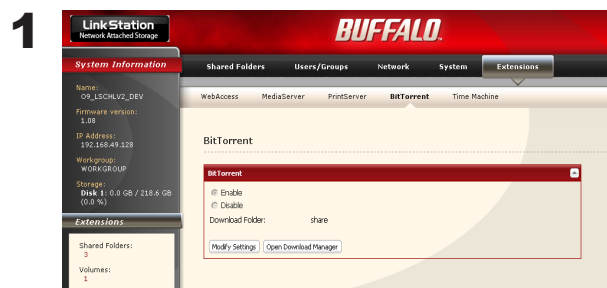 1
LinkStation
Network Attached Storage
BUFFALO
System Information
Shared Folders Users/Groups Network System Extensions
Name:
O9_LSCHLV2_DEV
WebAccess MediaServer PrintServer BitTorrent Time Machine
Firmware version:
1.08
IP Address:
192.168.49.128
Workgroup:
WORKGROUP
Storage:
Disk 1: 0.0 GB / 218.6 GB
(0.0 %)
Extensions
Shared Folders:
3
Volumes:
1
BitTorrent
BitTorrent
Enable
Disable
Download Folder: share
Modify Settings Open Download Manager